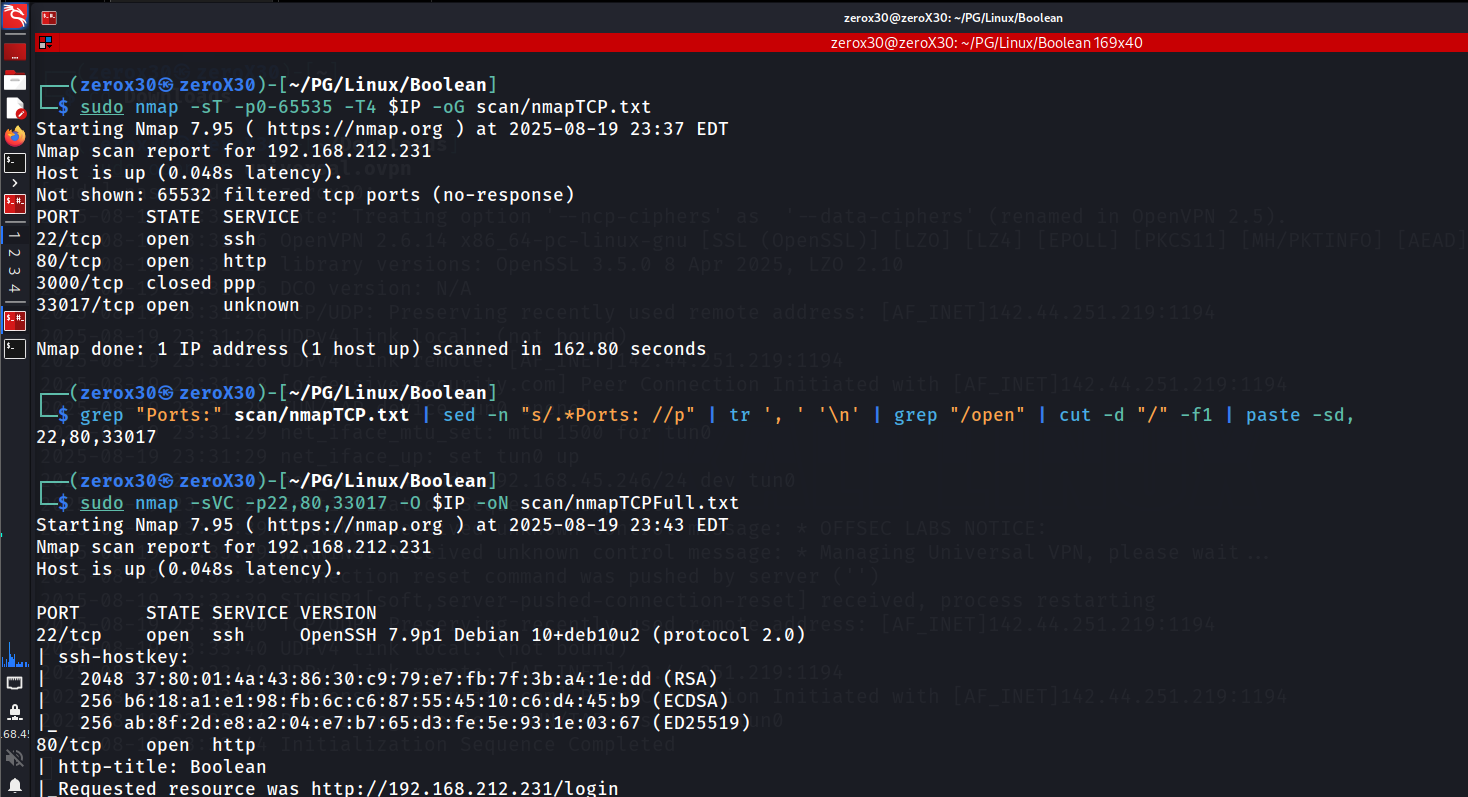 zerox30@zeroX30: ~/PG/Linux/Boolean
zerox30@zeroX30: ~/PG/Linux/Boolean 169x40
┌──(zerox30㉿zeroX30)-[~/PG/Linux/Boolean]
└─$ sudo nmap -sT -p0-65535 -T4 $IP -oG scan/nmapTCP.txt
Starting Nmap 7.95 ( https://nmap.org ) at 2025-08-19 23:37 EDT
Nmap scan report for 192.168.212.231
Host is up (0.048s latency).
Not shown: 65532 filtered tcp ports (no-response)
PORT      STATE  SERVICE
22/tcp    open   ssh
80/tcp    open   http
3000/tcp  closed ppp
33017/tcp open   unknown
Nmap done: 1 IP address (1 host up) scanned in 162.80 seconds
┌──(zerox30㉿zeroX30)-[~/PG/Linux/Boolean]
└─$ grep "Ports:" scan/nmapTCP.txt | sed -n "s/.*Ports: //p" | tr ', ' '\n' | grep "/open" | cut -d "/" -f1 | paste -sd,
22,80,33017
┌──(zerox30㉿zeroX30)-[~/PG/Linux/Boolean]
└─$ sudo nmap -sVC -p22,80,33017 -O $IP -oN scan/nmapTCPFull.txt
Starting Nmap 7.95 ( https://nmap.org ) at 2025-08-19 23:43 EDT
Nmap scan report for 192.168.212.231
Host is up (0.048s latency).
PORT      STATE SERVICE VERSION
22/tcp    open  ssh     OpenSSH 7.9p1 Debian 10+deb10u2 (protocol 2.0)
| ssh-hostkey:
|   2048 37:80:01:4a:43:86:30:c9:79:e7:fb:7f:3b:a4:1e:dd (RSA)
|   256 b6:18:a1:e1:98:fb:6c:c6:87:55:45:10:c6:d4:45:b9 (ECDSA)
|_  256 ab:8f:2d:e8:a2:04:e7:b7:65:d3:fe:5e:93:1e:03:67 (ED25519)
80/tcp    open  http
| http-title: Boolean
|_Requested resource was http://192.168.212.231/login
1
2
3
4